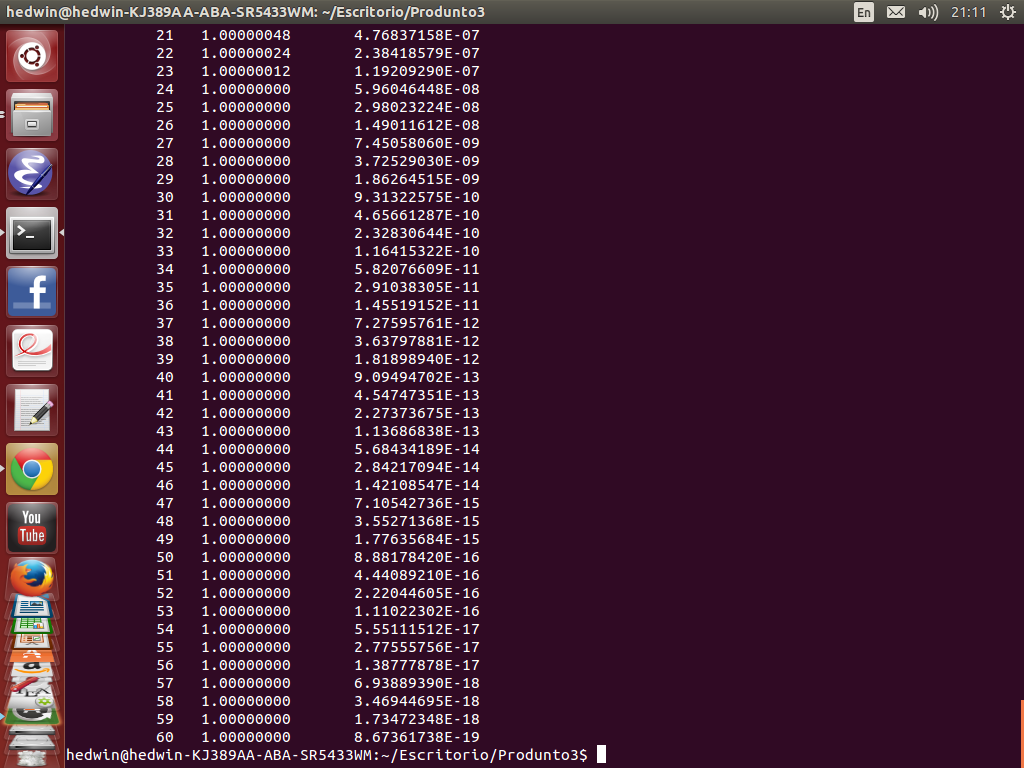 hedwin@hedwin-KJ389AA-ABA-SR5433WM: ~/Escritorio/Produnto3 En 21:11
21 1.00000048 4.76837158E-07
22 1.00000024 2.38418579E-07
23 1.00000012 1.19209290E-07
24 1.00000000 5.96046448E-08
25 1.00000000 2.98023224E-08
26 1.00000000 1.49011612E-08
27 1.00000000 7.45058060E-09
28 1.00000000 3.72529030E-09
29 1.00000000 1.86264515E-09
30 1.00000000 9.31322575E-10
31 1.00000000 4.65661287E-10
32 1.00000000 2.32830644E-10
33 1.00000000 1.16415322E-10
34 1.00000000 5.82076609E-11
35 1.00000000 2.91038305E-11
36 1.00000000 1.45519152E-11
37 1.00000000 7.27595761E-12
38 1.00000000 3.63797881E-12
39 1.00000000 1.81898940E-12
40 1.00000000 9.09494702E-13
41 1.00000000 4.54747351E-13
42 1.00000000 2.27373675E-13
43 1.00000000 1.13686838E-13
44 1.00000000 5.68434189E-14
45 1.00000000 2.84217094E-14
46 1.00000000 1.42108547E-14
47 1.00000000 7.10542736E-15
48 1.00000000 3.55271368E-15
49 1.00000000 1.77635684E-15
50 1.00000000 8.88178420E-16
51 1.00000000 4.44089210E-16
52 1.00000000 2.22044605E-16
53 1.00000000 1.11022302E-16
54 1.00000000 5.55111512E-17
55 1.00000000 2.77555756E-17
56 1.00000000 1.38777878E-17
57 1.00000000 6.93889390E-18
58 1.00000000 3.46944695E-18
59 1.00000000 1.73472348E-18
60 1.00000000 8.67361738E-19
hedwin@hedwin-KJ389AA-ABA-SR5433WM:~/Escritorio/Produnto3$
>_
f
You
Tube
a